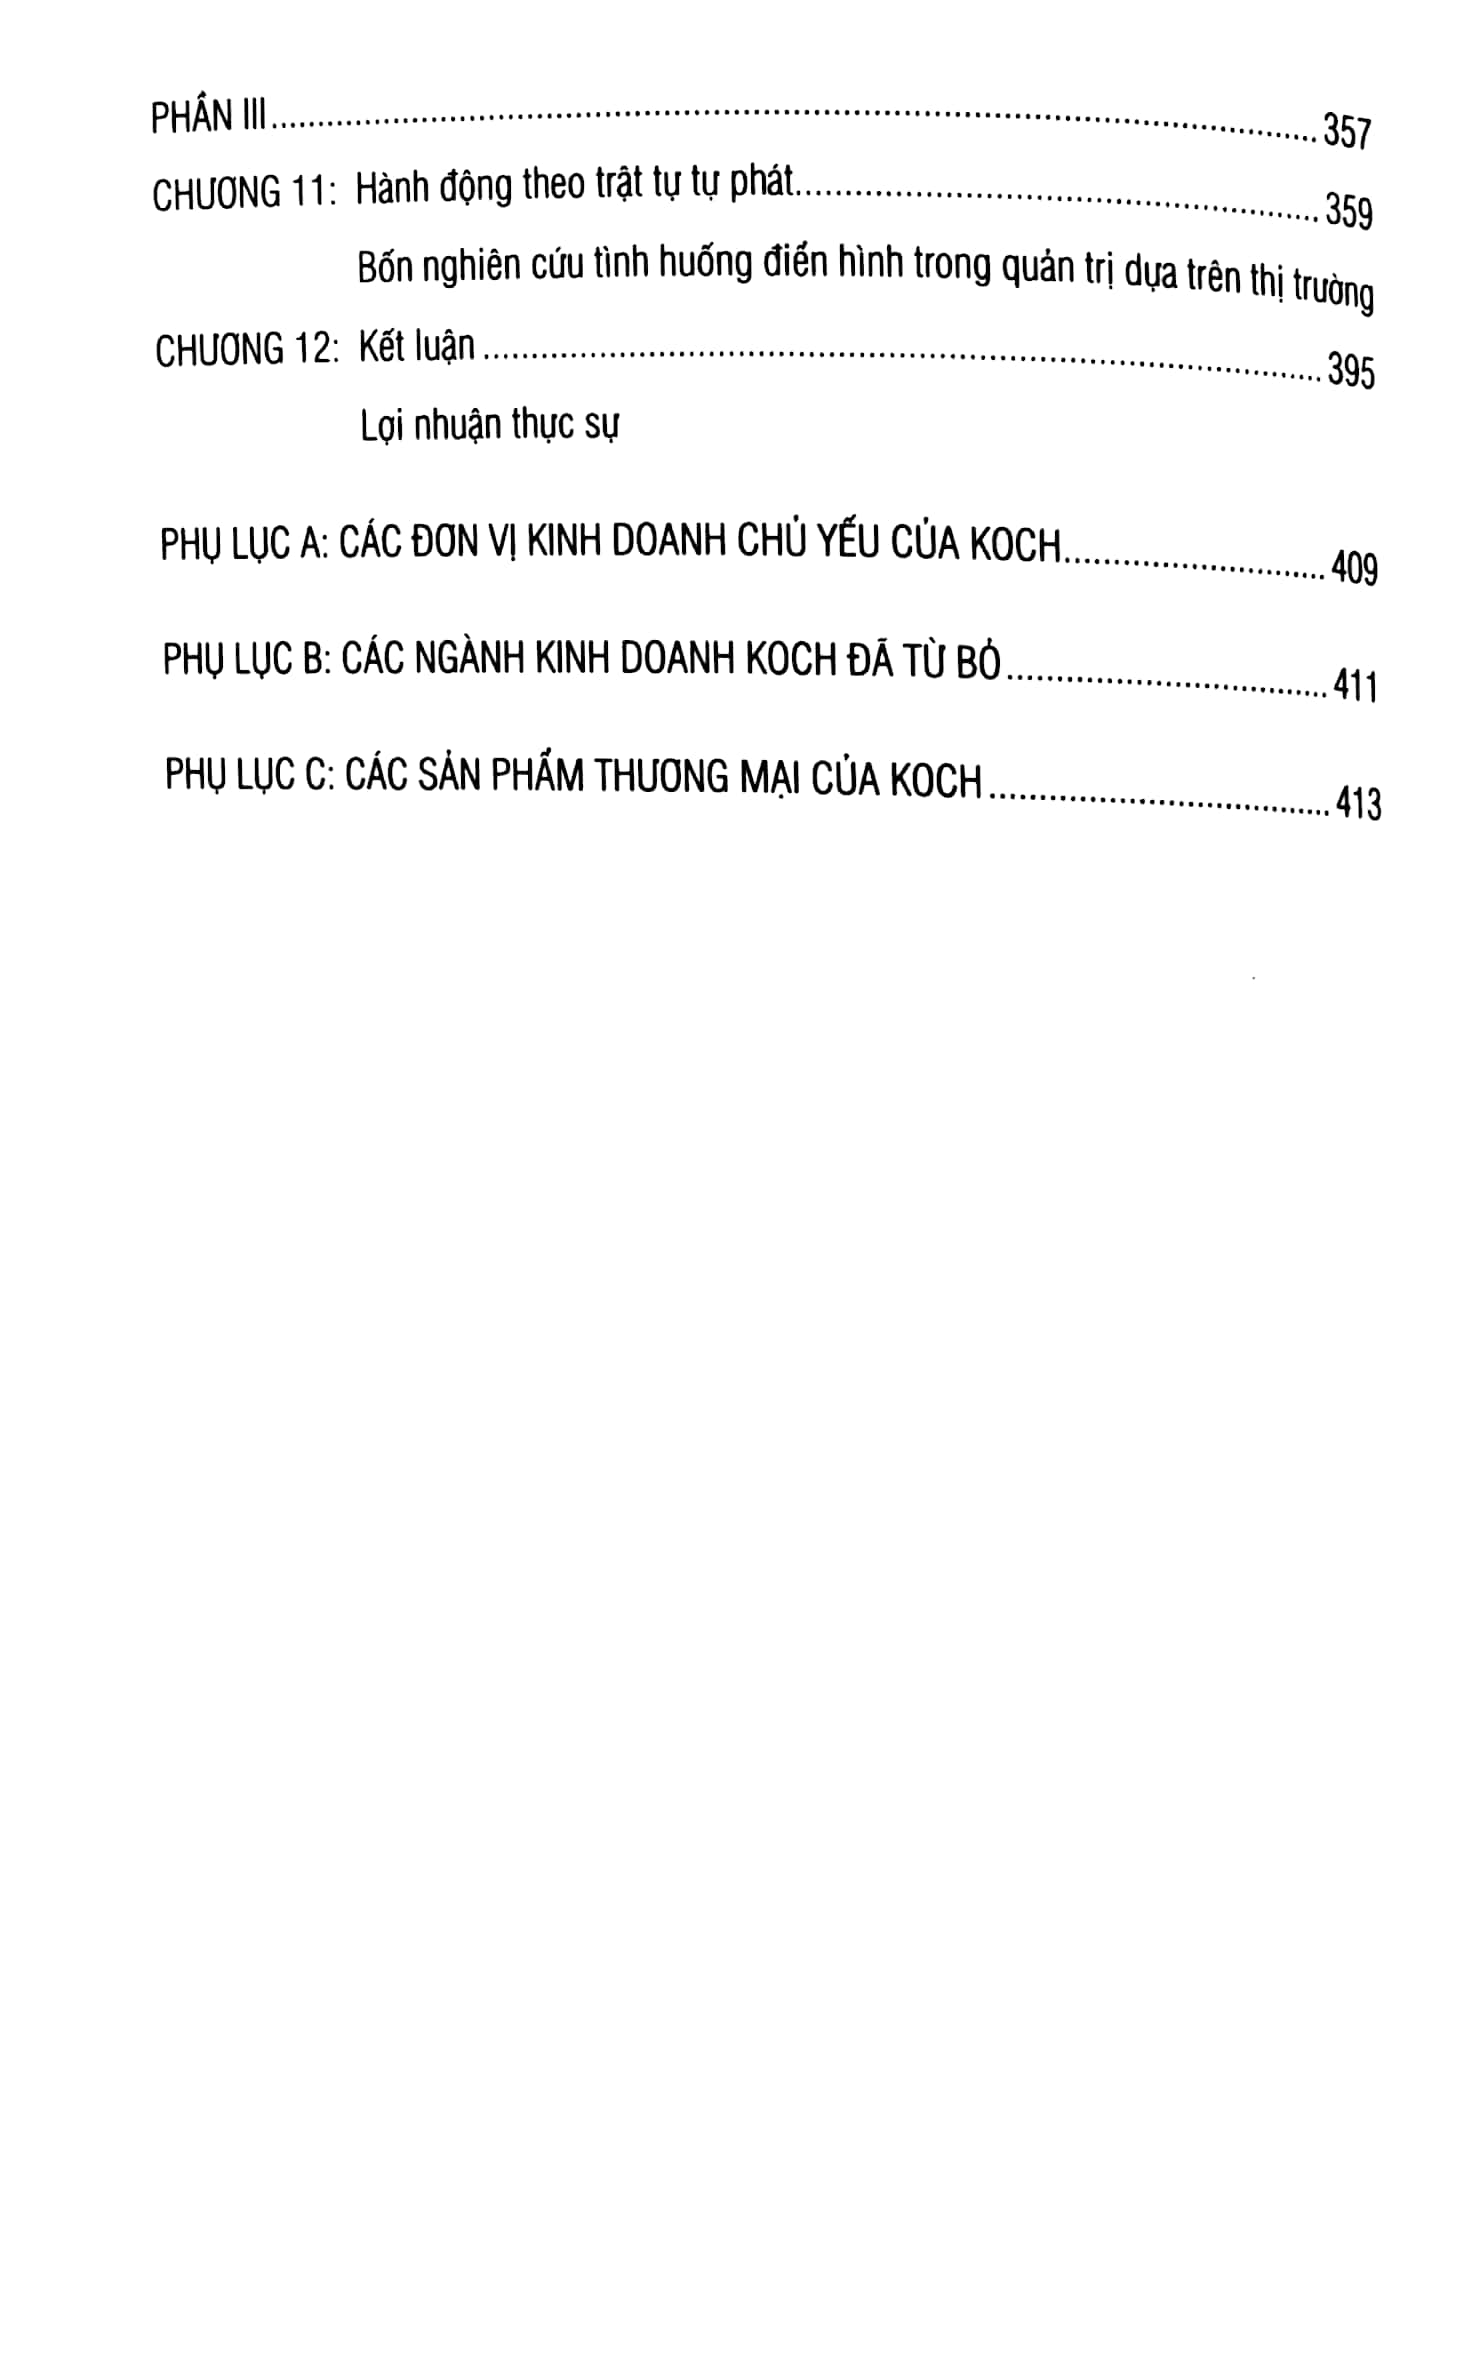 PHẦN III........................357
CHƯƠNG 11: Hành động theo trật tự tự phát........................359
Bốn nghiên cứu tình huống điển hình trong quản trị dựa trên thị trường
CHƯƠNG 12: Kết luận........................395
Lợi nhuận thực sự
PHỤ LỤC A: CÁC ĐƠN VỊ KINH DOANH CHỦ YẾU CỦA KOCH........................409
PHỤ LỤC B: CÁC NGÀNH KINH DOANH KOCH ĐÃ TỪ BỎ........................411
PHỤ LỤC C: CÁC SẢN PHẨM THƯƠNG MẠI CỦA KOCH........................413